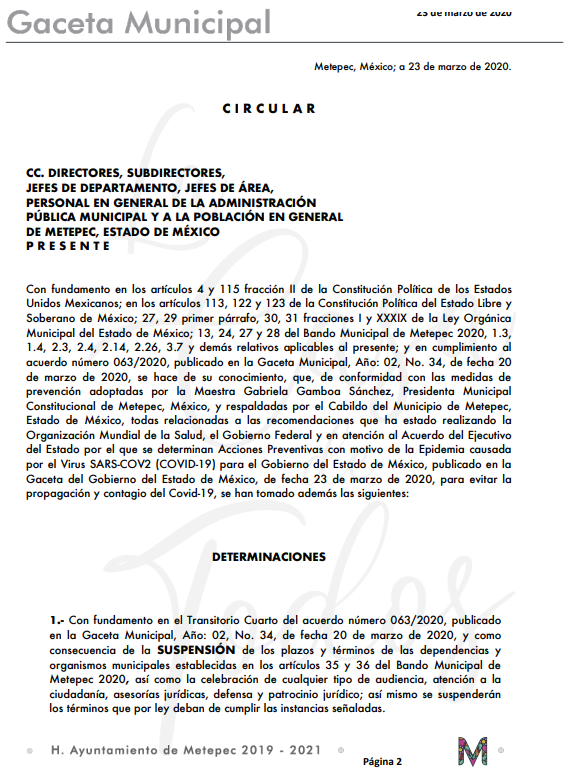 Gaceta Municipal
23 de marzo de 2020
Metepec, México; a 23 de marzo de 2020.
C I R C U L A R
CC. DIRECTORES, SUBDIRECTORES,
JEFES DE DEPARTAMENTO, JEFES DE ÁREA,
PERSONAL EN GENERAL DE LA ADMINISTRACIÓN
PÚBLICA MUNICIPAL Y A LA POBLACIÓN EN GENERAL
DE METEPEC, ESTADO DE MÉXICO
P R E S E N T E
Con fundamento en los artículos 4 y 115 fracción II de la Constitución Política de los Estados
Unidos Mexicanos; en los artículos 113, 122 y 123 de la Constitución Política del Estado Libre y
Soberano de México; 27, 29 primer párrafo, 30, 31 fracciones I y XXXIX de la Ley Orgánica
Municipal del Estado de México; 13, 24, 27 y 28 del Bando Municipal de Metepec 2020, 1.3,
1.4, 2.3, 2.4, 2.14, 2.26, 3.7 y demás relativos aplicables al presente; y en cumplimiento al
acuerdo número 063/2020, publicado en la Gaceta Municipal, Año: 02, No. 34, de fecha 20
de marzo de 2020, se hace de su conocimiento, que, de conformidad con las medidas de
prevención adoptadas por la Maestra Gabriela Gamboa Sánchez, Presidenta Municipal
Constitucional de Metepec, México, y respaldadas por el Cabildo del Municipio de Metepec,
Estado de México, todas relacionadas a las recomendaciones que ha estado realizando la
Organización Mundial de la Salud, el Gobierno Federal y en atención al Acuerdo del Ejecutivo
del Estado por el que se determinan Acciones Preventivas con motivo de la Epidemia causada
por el Virus SARS-COV2 (COVID-19) para el Gobierno del Estado de México, publicado en la
Gaceta del Gobierno del Estado de México, de fecha 23 de marzo de 2020, para evitar la
propagación y contagio del Covid-19, se han tomado además las siguientes:
DETERMINACIONES
1.- Con fundamento en el Transitorio Cuarto del acuerdo número 063/2020, publicado
en la Gaceta Municipal, Año: 02, No. 34, de fecha 20 de marzo de 2020, y como
consecuencia de la SUSPENSIÓN de los plazos y términos de las dependencias y
organismos municipales establecidas en los artículos 35 y 36 del Bando Municipal de
Metepec 2020, así como la celebración de cualquier tipo de audiencia, atención a la
ciudadanía, asesorías jurídicas, defensa y patrocinio jurídico; así mismo se suspenderán
los términos que por ley deban de cumplir las instancias señaladas.
H. Ayuntamiento de Metepec 2019 - 2021
Página 2
M